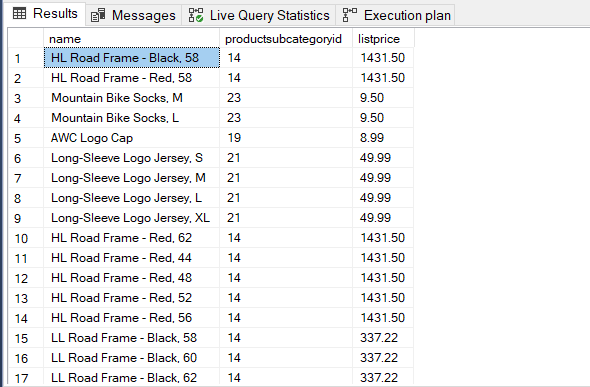 Results Messages Live Query Statistics Execution plan
name productsubcategoryid listprice
1 HL Road Frame - Black, 58 14 1431.50
2 HL Road Frame - Red, 58 14 1431.50
3 Mountain Bike Socks, M 23 9.50
4 Mountain Bike Socks, L 23 9.50
5 AWC Logo Cap 19 8.99
6 Long-Sleeve Logo Jersey, S 21 49.99
7 Long-Sleeve Logo Jersey, M 21 49.99
8 Long-Sleeve Logo Jersey, L 21 49.99
9 Long-Sleeve Logo Jersey, XL 21 49.99
10 HL Road Frame - Red, 62 14 1431.50
11 HL Road Frame - Red, 44 14 1431.50
12 HL Road Frame - Red, 48 14 1431.50
13 HL Road Frame - Red, 52 14 1431.50
14 HL Road Frame - Red, 56 14 1431.50
15 LL Road Frame - Black, 58 14 337.22
16 LL Road Frame - Black, 60 14 337.22
17 LL Road Frame - Black, 62 14 337.22